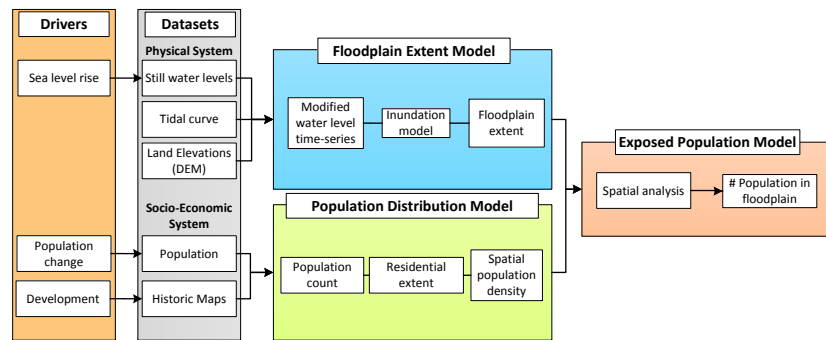 Drivers
Sea level rise
Population
change
Development
Datasets
Physical System
Still water levels
Tidal curve
Land Elevations
(DEM)
Socio-Economic
System
Population
Historic Maps
Floodplain Extent Model
Modified
water level
time-series
Inundation
model
Floodplain
extent
Population Distribution Model
Population
count
Residential
extent
Spatial
population
density
Exposed Population Model
Spatial analysis
# Population in
floodplain